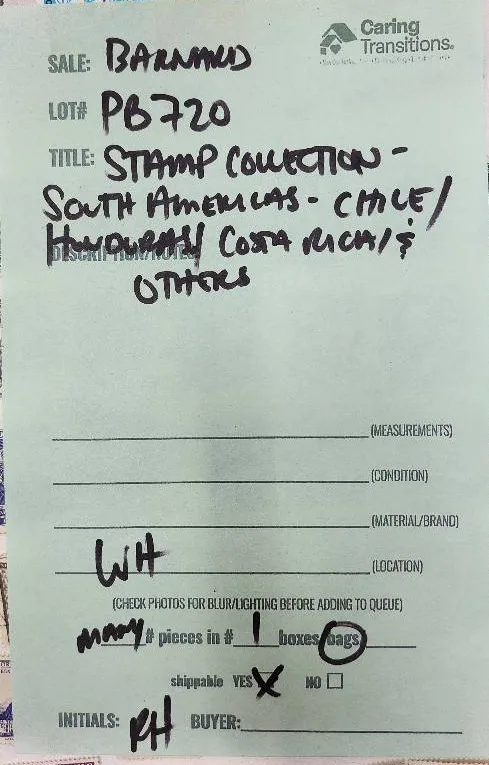 Caring
Transitions®
SALE: BARNARD
LOT# PB720
TITLE: STAMP COLLECTION -
SOUTH AMERICAS - CHILE/
HONDURAS/ COSTA RICA/ &
DESCRIPTION/NOTES
OTHERS
(MEASUREMENTS)
(CONDITION)
(MATERIAL/BRAND)
WH (LOCATION)
(CHECK PHOTOS FOR BLUR/LIGHTING BEFORE ADDING TO QUEUE)
MANY # pieces in # 1 boxes bags
shippable YES X NO
INITIALS: RH BUYER: